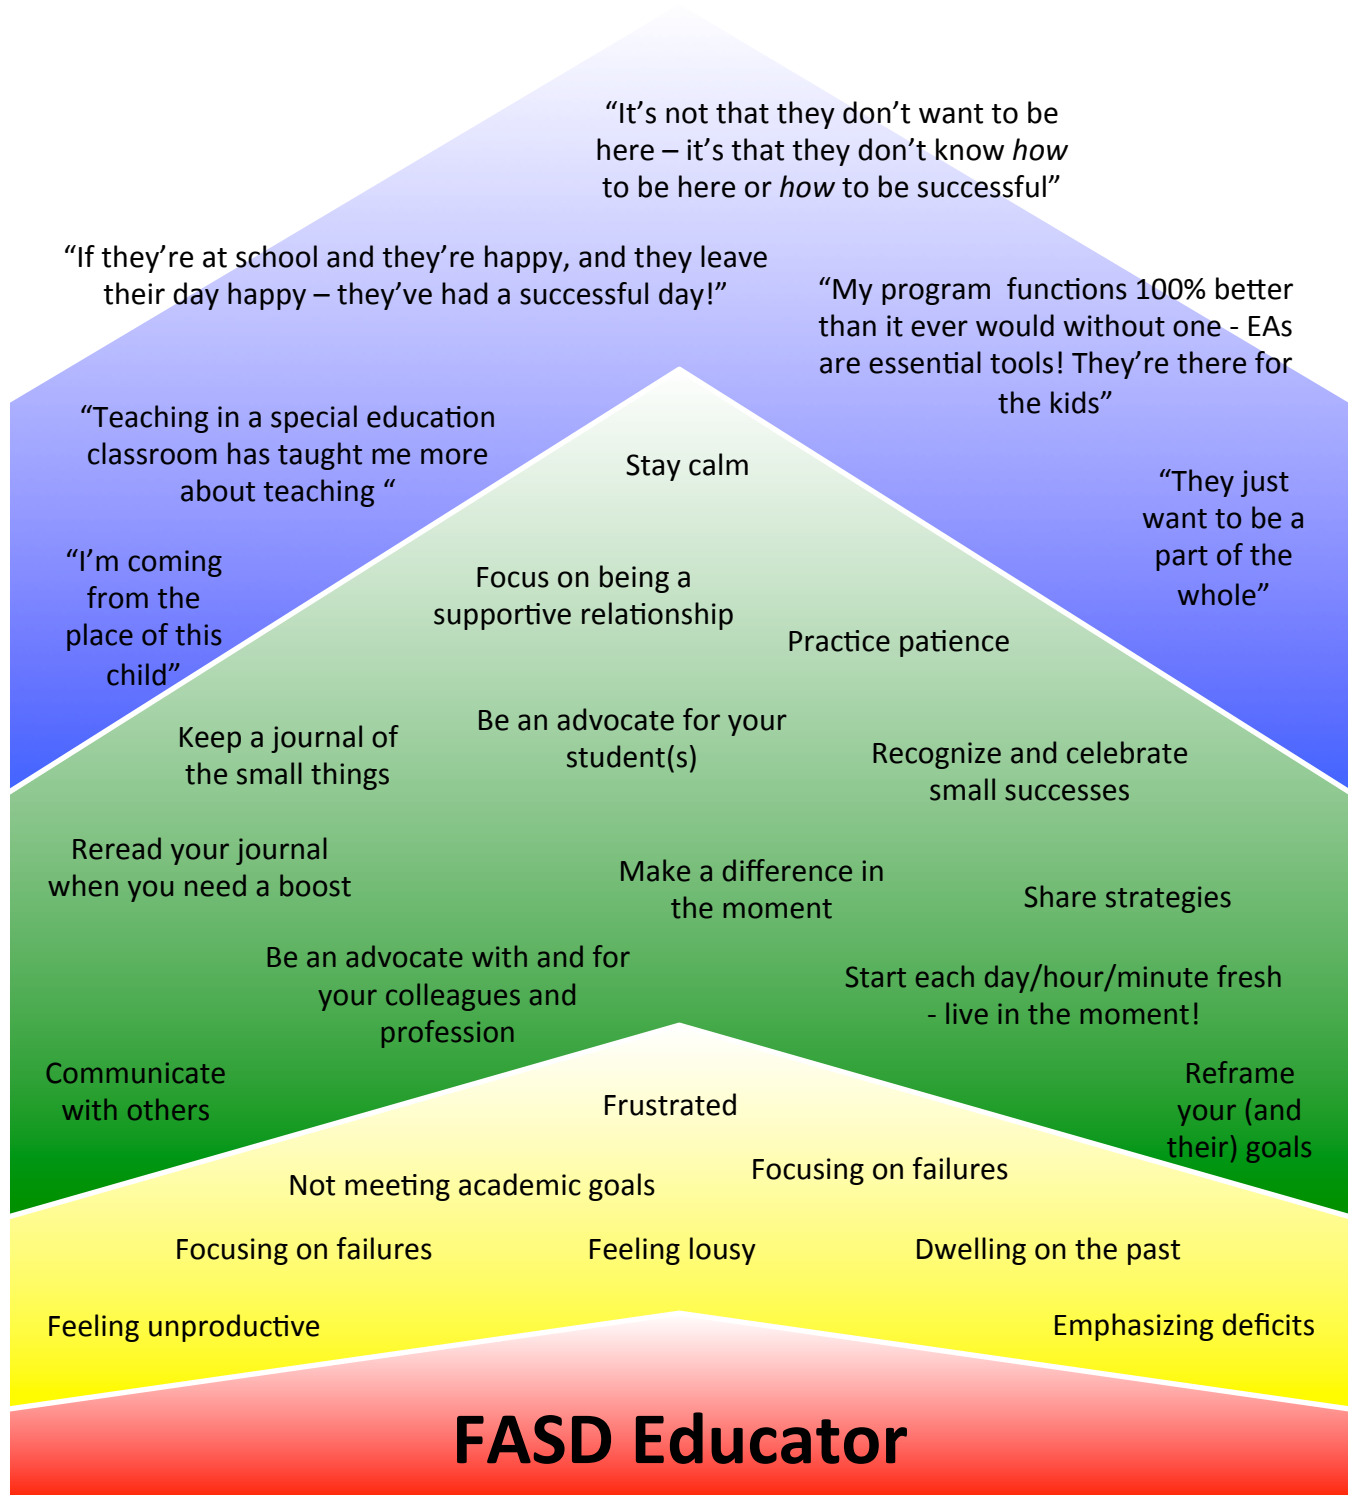 “It’s not that they don’t want to be
here – it’s that they don’t know how
to be here or how to be successful”
“If they’re at school and they’re happy, and they leave
their day happy – they’ve had a successful day!”
“My program  functions 100% better
than it ever would without one - EAs
are essential tools! They’re there for
the kids”
“Teaching in a special education
classroom has taught me more
about teaching “
“They just
want to be a
part of the
whole”
“I’m coming
from the
place of this
child”
Stay calm
Focus on being a
supportive relationship
Practice patience
Keep a journal of
the small things
Be an advocate for your
student(s)
Recognize and celebrate
small successes
Reread your journal
when you need a boost
Make a difference in
the moment
Share strategies
Be an advocate with and for
your colleagues and
profession
Start each day/hour/minute fresh
- live in the moment!
Communicate
with others
Reframe
your (and
their) goals
Frustrated
Not meeting academic goals
Focusing on failures
Focusing on failures
Feeling lousy
Dwelling on the past
Feeling unproductive
Emphasizing deficits
FASD Educator